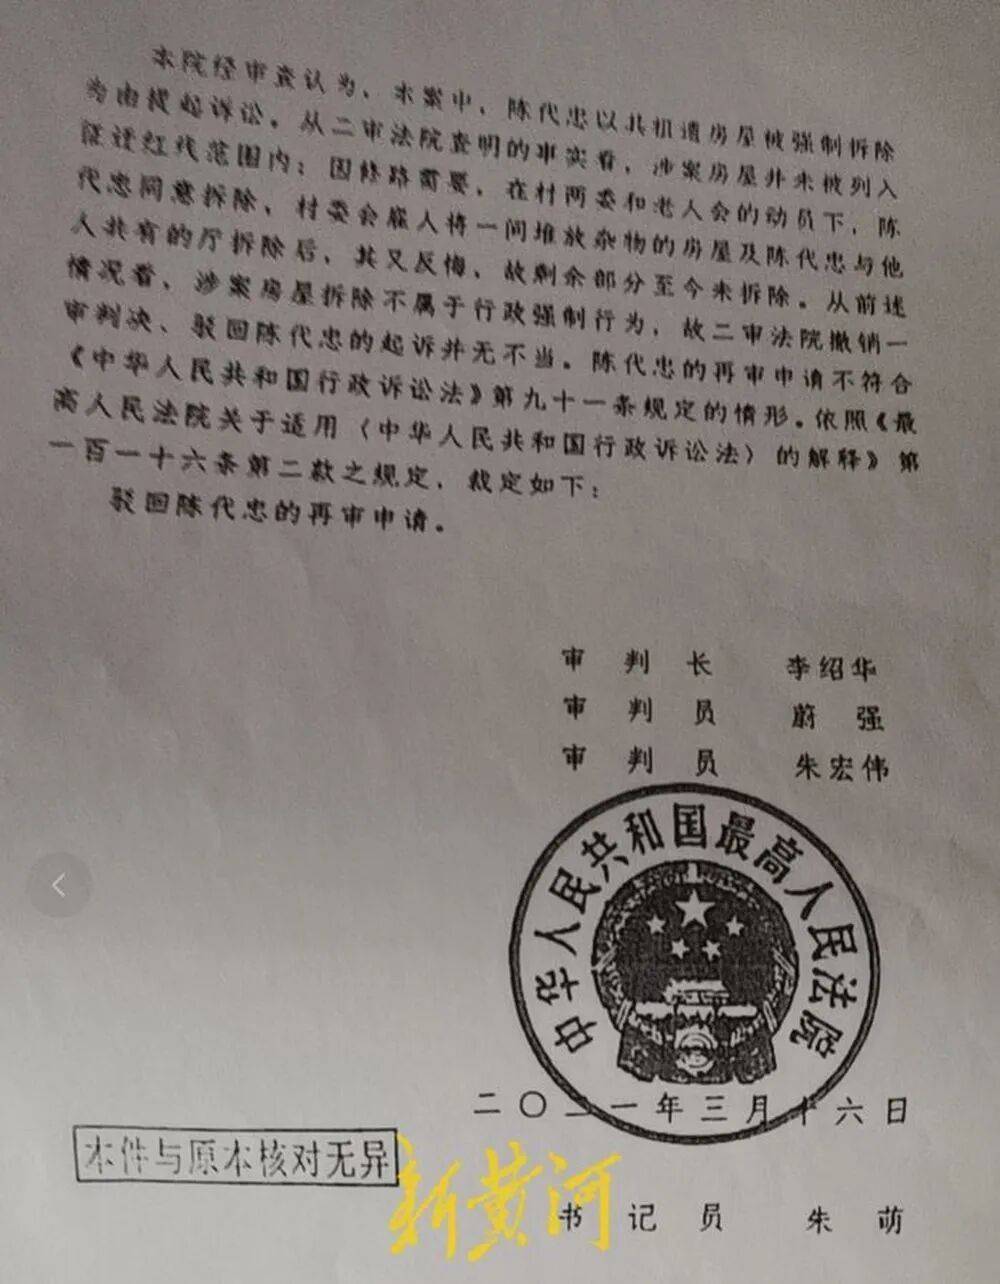 本院经审查认为，本案中，陈代忠以其祖遗房屋被强制拆除
为由提起诉讼。从二审法院查明的事实看，涉案房屋并未被列入
征迁红线范围内；因修路需要，在村两委和老人会的动员下，陈
代忠同意拆除，村委会雇人将一间堆放杂物的房屋及陈代忠与他
人共有的厅拆除后，其又反悔，故剩余部分至今未拆除。从前述
情况看，涉案房屋拆除不属于行政强制行为，故二审法院撤销一
审判决、驳回陈代忠的起诉并无不当。陈代忠的再审申请不符合
《中华人民共和国行政诉讼法》第九十一条规定的情形。依照《最
高人民法院关于适用〈中华人民共和国行政诉讼法〉的解释》第
一百一十六条第二款之规定，裁定如下：
驳回陈代忠的再审申请。
审 判 长 李绍华
审 判 员 蔚 强
审 判 员 朱宏伟
中华人民共和国最高人民法院
二〇二一年三月十六日
本件与原本核对无异
新黄河
书 记 员 朱 萌